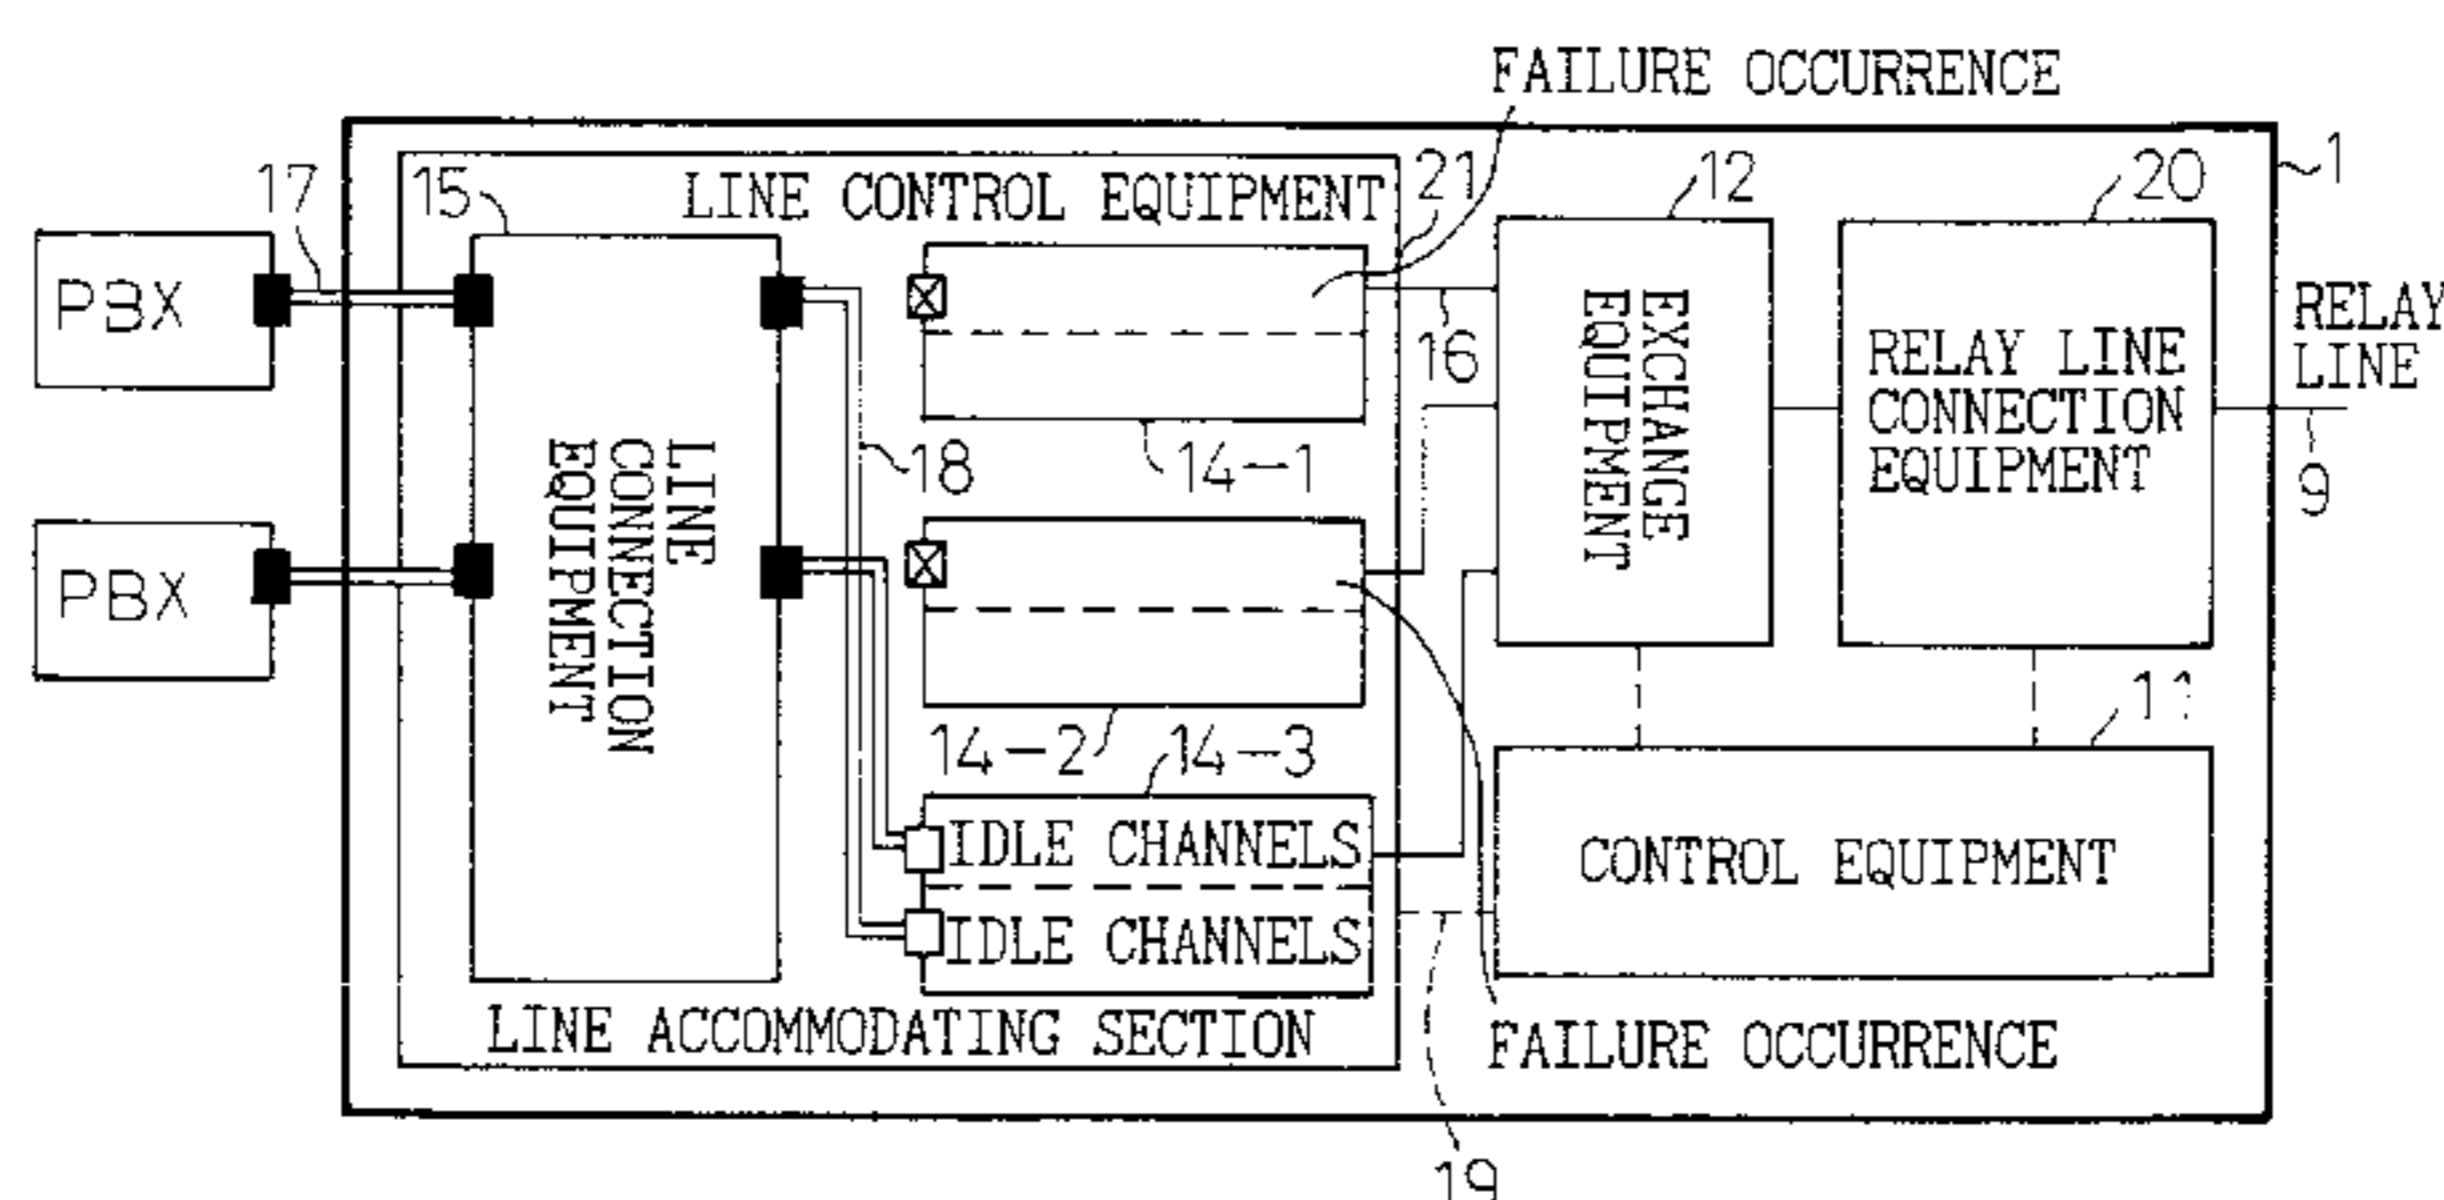 FAILURE OCCURRENCE
1
17
15
LINE CONTROL EQUIPMENT
21
12
20
PBX
16
EXCHANGE
EQUIPMENT
RELAY LINE
CONNECTION
EQUIPMENT
RELAY
LINE
9
18
14-1
LINE
CONNECTION
EQUIPMENT
PBX
14-2
14-3
11
IDLE CHANNELS
IDLE CHANNELS
CONTROL EQUIPMENT
LINE ACCOMMODATING SECTION
FAILURE OCCURRENCE
19